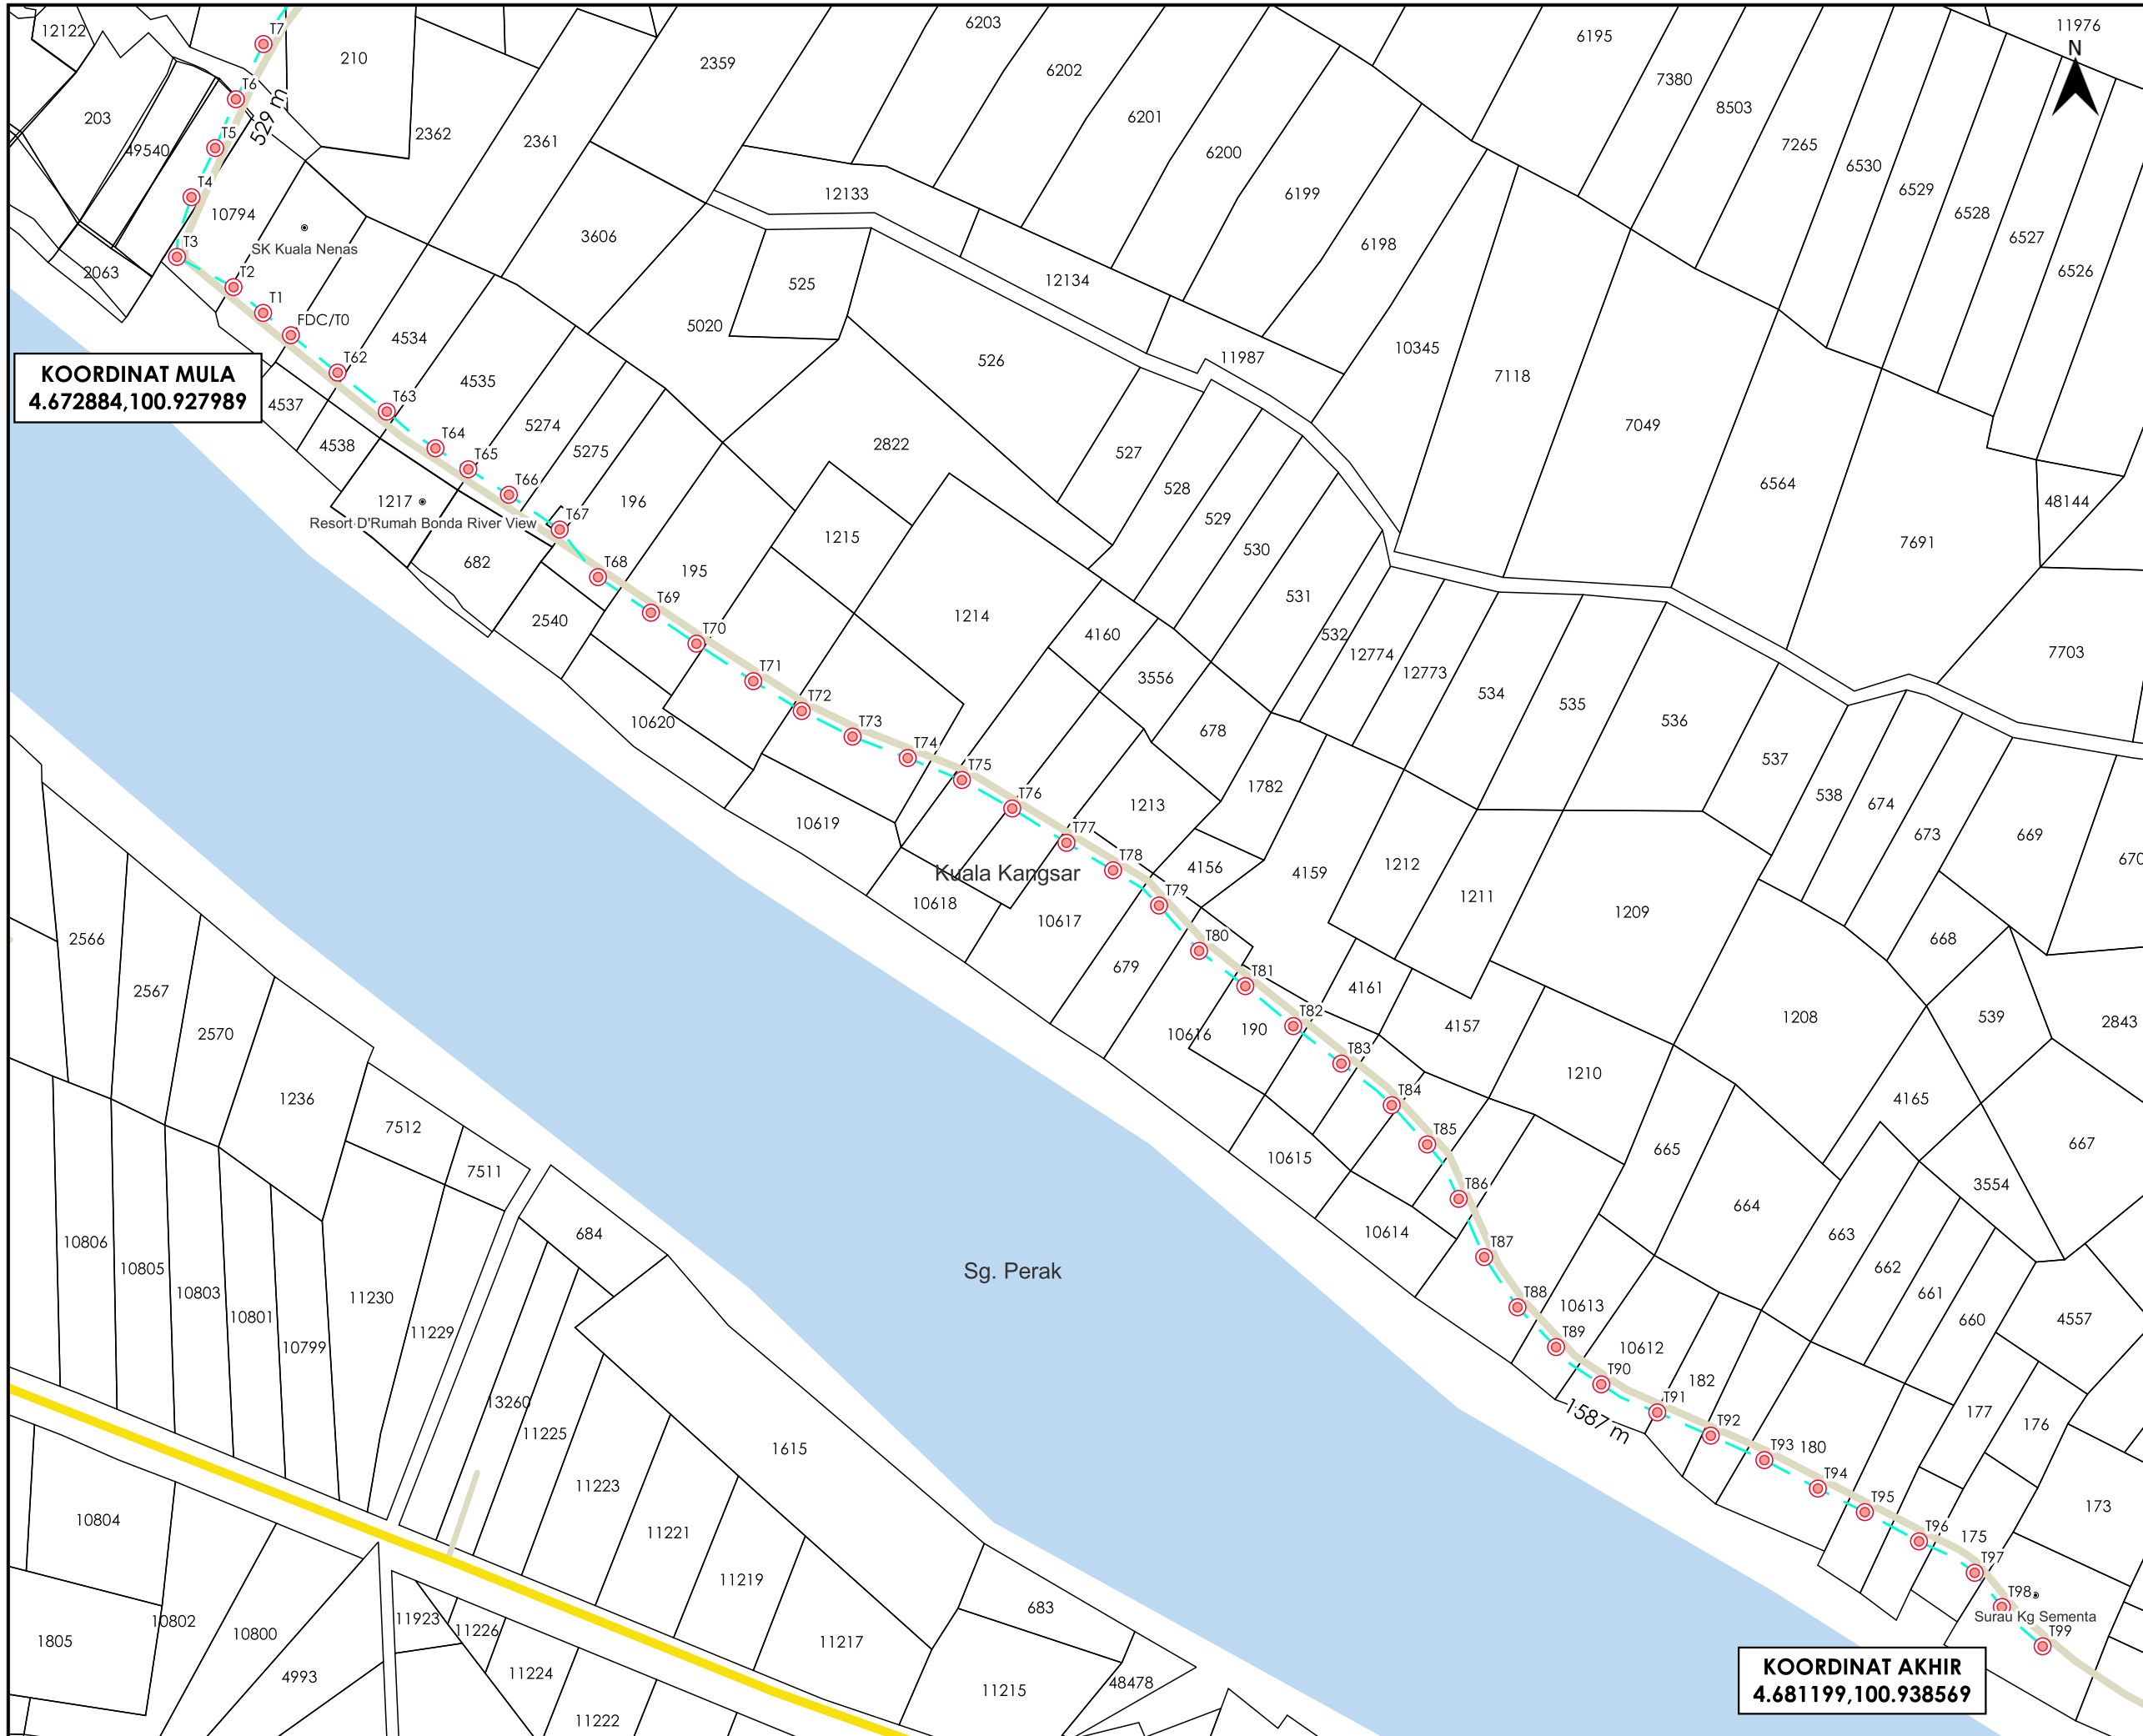 12122
T7
210
203
T6
529 m
49540
T5
T4
10794
T3
SK Kuala Nenas
2063
T2
T1
FDC/T0
KOORDINAT MULA
4.672884,100.927989
2362
2361
2359
6203
6202
6201
6200
6199
6198
6195
7380
8503
7265
6530
6529
6528
6527
6526
11976
N
12133
12134
3606
525
5020
526
11987
10345
7118
7049
6564
7691
48144
7703
T62
4534
4535
4537
4538
T63
T64
T65
T66
T67
5274
5275
196
195
1217
Resort D'Rumah Bonda River View
682
2540
2822
1215
1214
527
528
529
530
531
532
12774
12773
534
535
536
537
538
674
673
669
670
668
T68
T69
T70
T71
T72
T73
T74
T75
T76
T77
T78
T79
T80
T81
T82
T83
T84
T85
T86
T87
T88
T89
T90
T91
T92
T93
T94
T95
T96
T97
T98
T99
4160
3556
678
1782
1213
4156
4159
1212
1211
1209
1208
539
2843
10620
10619
10618
10617
679
10616
190
4161
4157
1210
665
664
663
662
661
660
4165
667
3554
4557
Kuala Kangsar
10615
10614
10613
10612
182
180
177
176
175
173
1587 m
Surau Kg Sementa
KOORDINAT AKHIR
4.681199,100.938569
Sg. Perak
2566
2567
2570
1236
7512
7511
684
10806
10805
10803
10801
10799
11230
11229
13260
11225
11223
11221
11219
11217
1615
683
11215
48478
10804
10802
1805
10800
4993
11923
11226
11224
11222